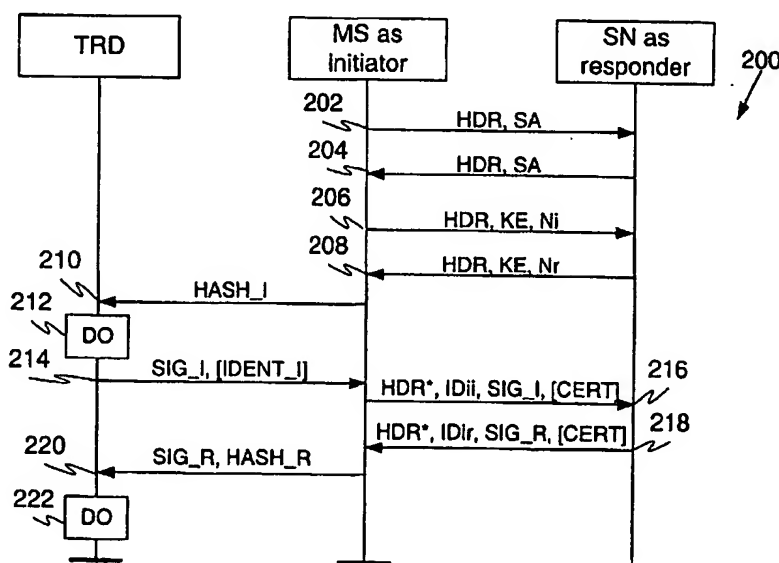 TRD
MS as
initiator
SN as
responder
200
202
HDR, SA
204
HDR, SA
206
HDR, KE, Ni
208
HDR, KE, Nr
210
HASH_I
212
DO
214
SIG_I, [IDENT_I]
HDR*, IDii, SIG_I, [CERT]
216
HDR*, IDir, SIG_R, [CERT]
218
220
SIG_R, HASH_R
222
DO